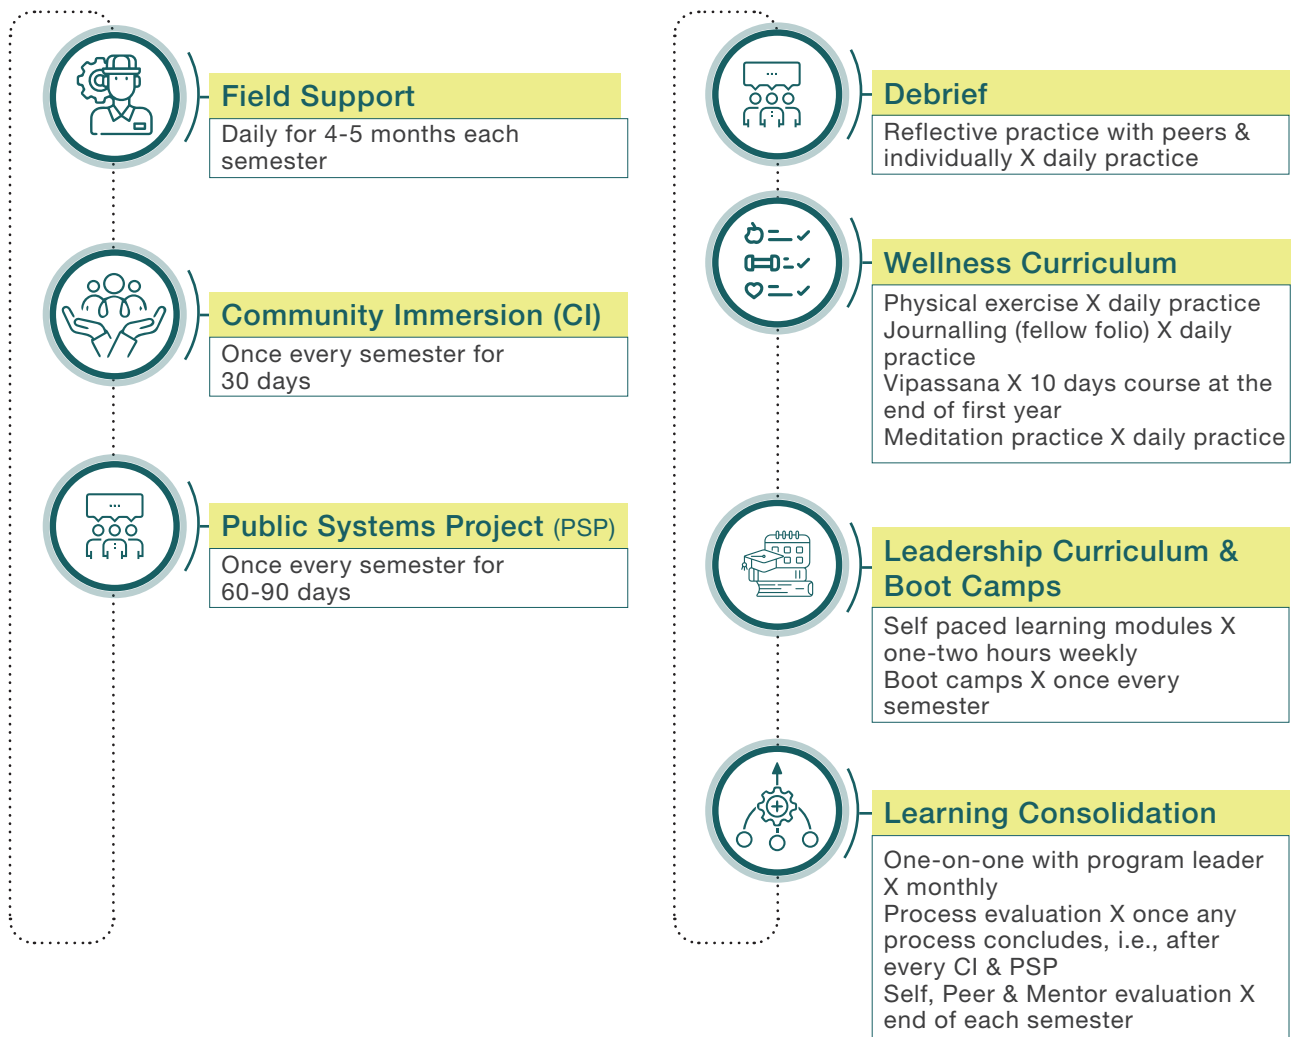 Field Support
Daily for 4-5 months each
semester
Community Immersion (CI)
Once every semester for
30 days
Public Systems Project (PSP)
Once every semester for
60-90 days
Debrief
Reflective practice with peers &
individually X daily practice
Wellness Curriculum
Physical exercise X daily practice
Journalling (fellow folio) X daily
practice
Vipassana X 10 days course at the
end of first year
Meditation practice X daily practice
Leadership Curriculum &
Boot Camps
Self paced learning modules X
one-two hours weekly
Boot camps X once every
semester
Learning Consolidation
One-on-one with program leader
X monthly
Process evaluation X once any
process concludes, i.e., after
every CI & PSP
Self, Peer & Mentor evaluation X
end of each semester